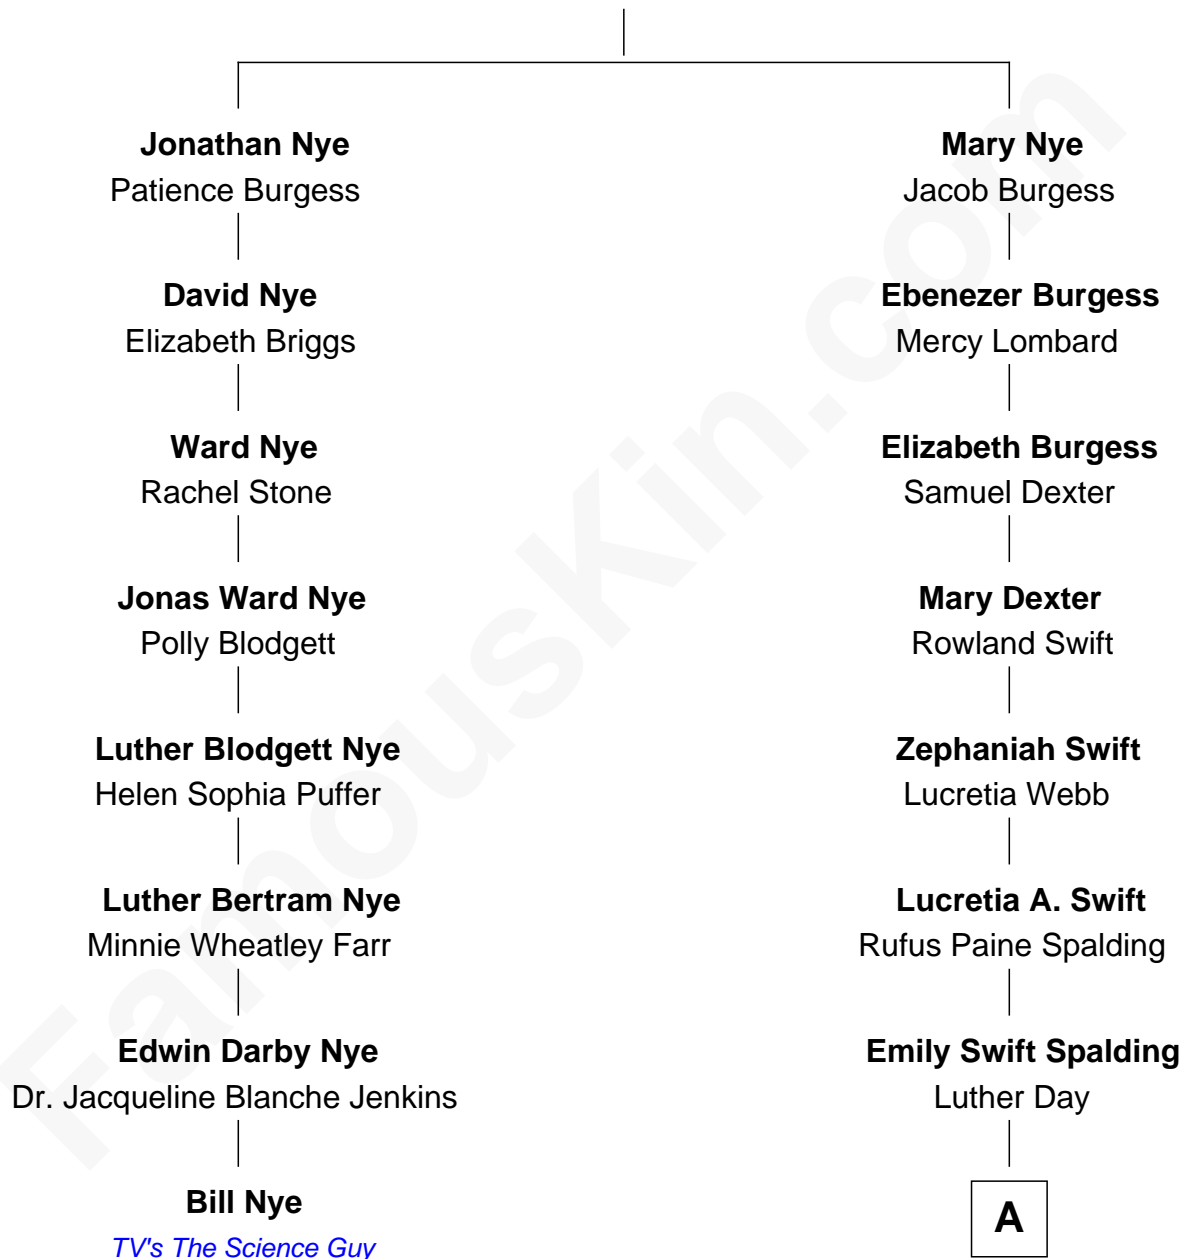 Jonathan Nye
Patience Burgess
David Nye
Elizabeth Briggs
Ward Nye
Rachel Stone
Jonas Ward Nye
Polly Blodgett
Luther Blodgett Nye
Helen Sophia Puffer
Luther Bertram Nye
Minnie Wheatley Farr
Edwin Darby Nye
Dr. Jacqueline Blanche Jenkins
Bill Nye
TV's The Science Guy
Mary Nye
Jacob Burgess
Ebenezer Burgess
Mercy Lombard
Elizabeth Burgess
Samuel Dexter
Mary Dexter
Rowland Swift
Zephaniah Swift
Lucretia Webb
Lucretia A. Swift
Rufus Paine Spalding
Emily Swift Spalding
Luther Day
A
FamousKin.com